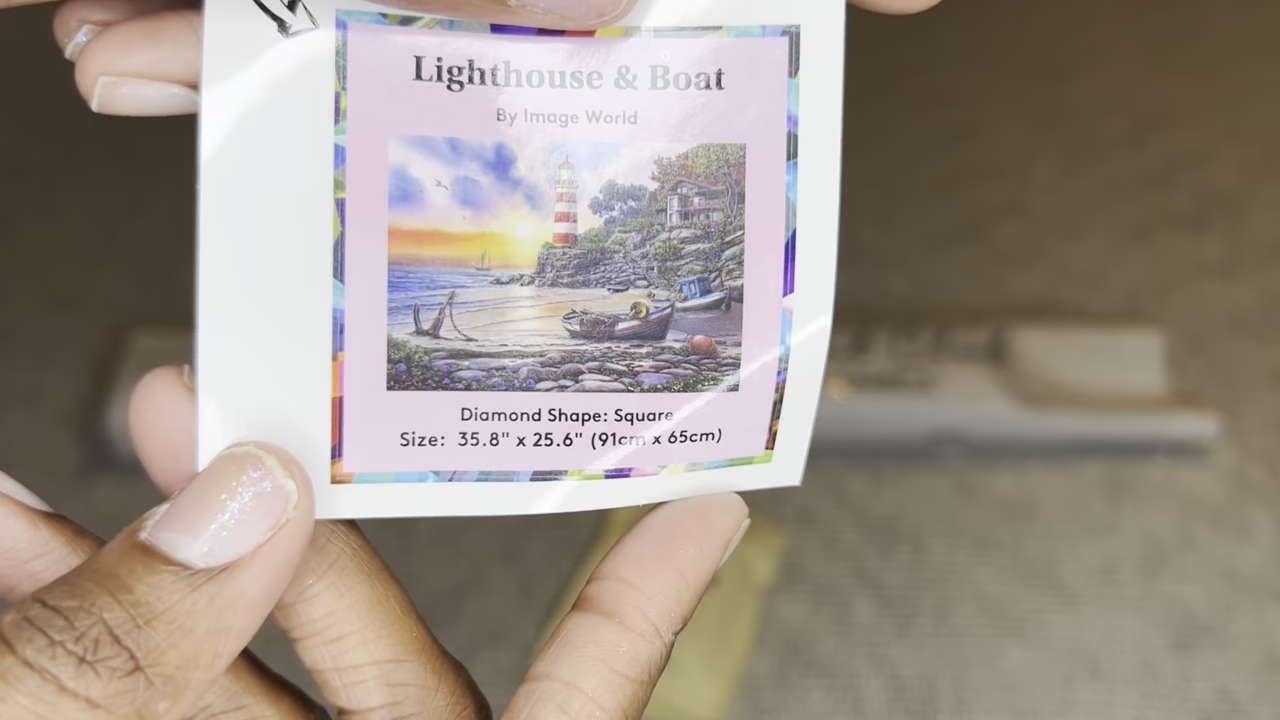 Lighthouse & Boat
By Image World
Diamond Shape: Square
Size: 35.8" x 25.6" (91cm x 65cm)